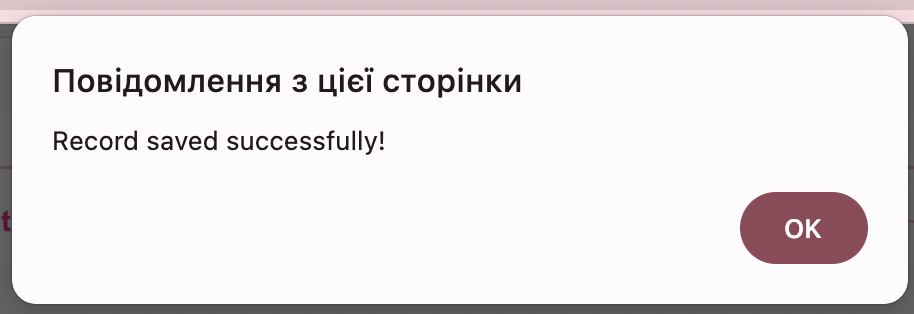 Повідомлення з цієї сторінки
Record saved successfully!
OK